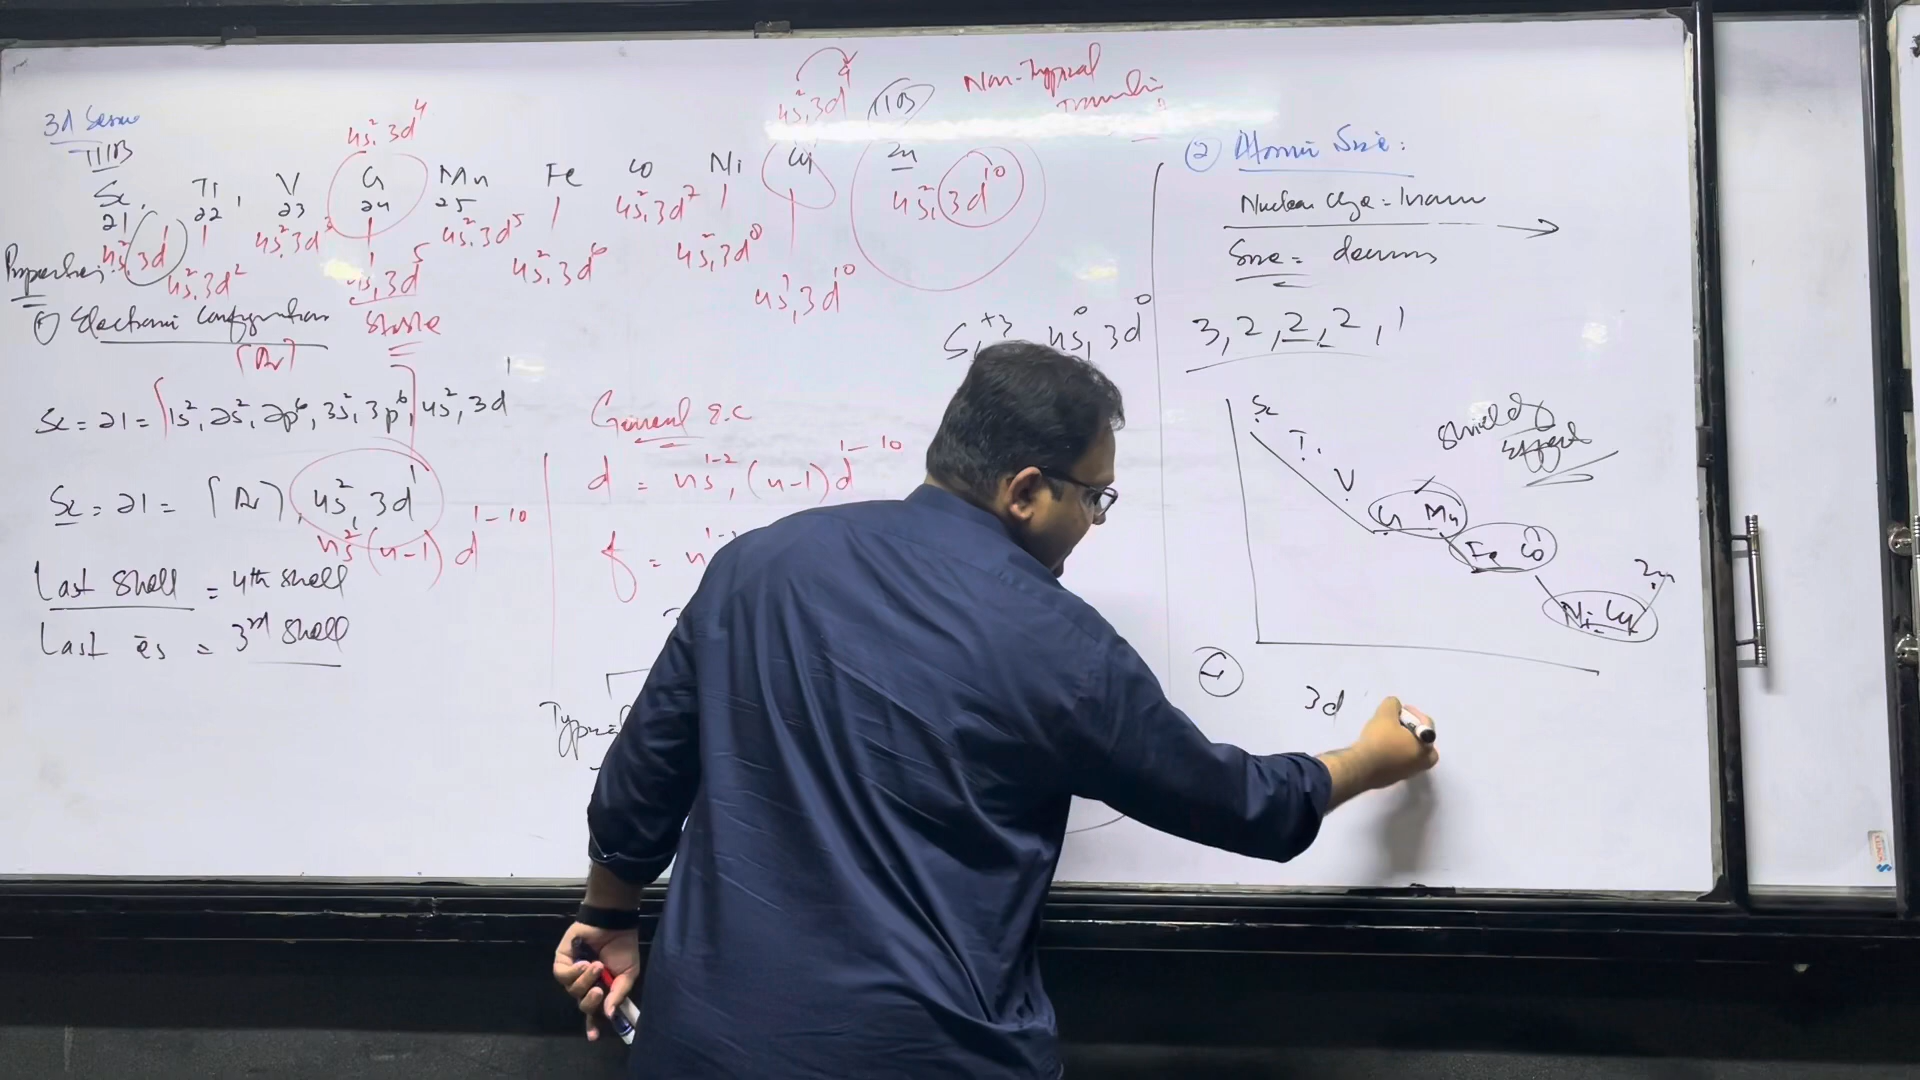 3d Series
IIIB
4s², 3d⁴
4s², 3d⁹
IIB
Non-Typical
Sc, Ti, V Cr Mn Fe Co Ni Cu Zn
21 22 23 24 25
4s², 3d¹ 4s², 3d² 4s², 3d³ 4s¹, 3d⁵ 4s², 3d⁵ 4s², 3d⁶ 4s², 3d⁷ 4s², 3d⁸ 4s¹, 3d¹⁰ 4s², 3d¹⁰
Stable
Properties;
① Electronic Configuration
[Ar]
Sc = 21 = [1s², 2s², 2p⁶, 3s², 3p⁶], 4s², 3d¹
Sc = 21 = [Ar], 4s², 3d¹
(n-1) d¹⁻¹⁰
Last Shell = 4th shell
Last es = 3rd shell
General E.C
d = ns¹⁻², (n-1) d¹⁻¹⁰
f =
Sc⁺³ 4s⁰, 3d⁰
② Atomic Size:
Nuclear Chge = Increase
Size = decrease
3, 2, 2, 2, 1
Sc
Ti
V
Cr Mn
Fe Co
Ni Cu
Zn
Shielding
Effect
3d